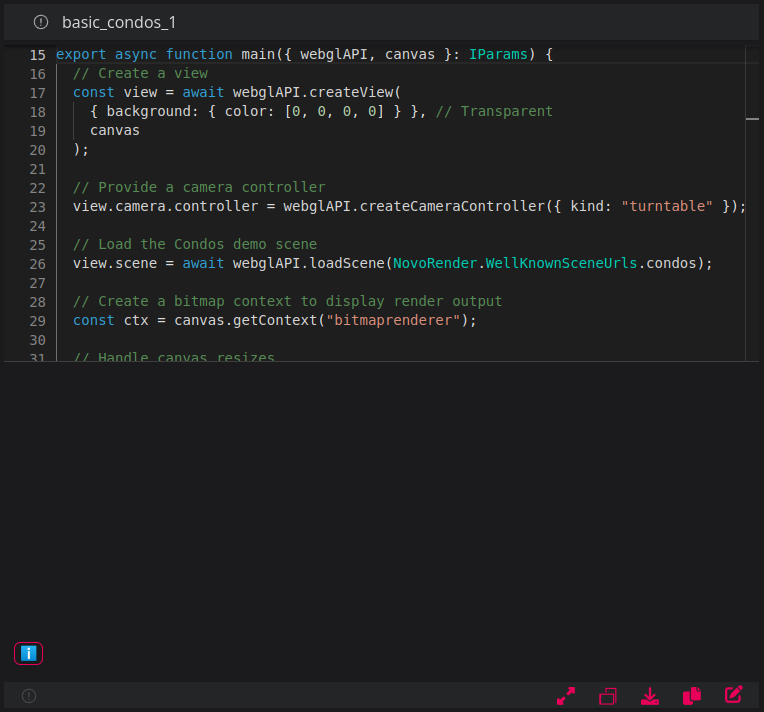 basic_condos_1
15 export async function main({ webglAPI, canvas }: IParams) {
16   // Create a view
17   const view = await webglAPI.createView(
18     { background: { color: [0, 0, 0, 0] } }, // Transparent
19     canvas
20   );
21
22   // Provide a camera controller
23   view.camera.controller = webglAPI.createCameraController({ kind: "turntable" });
24
25   // Load the Condos demo scene
26   view.scene = await webglAPI.loadScene(NovoRender.WellKnownSceneUrls.condos);
27
28   // Create a bitmap context to display render output
29   const ctx = canvas.getContext("bitmaprenderer");
30
31   // Handle canvas resizes